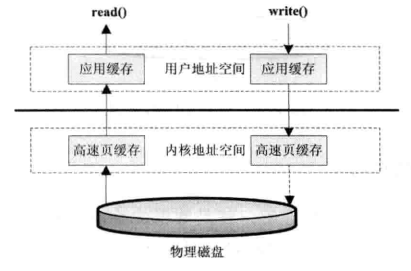 read() write()
应用缓存 用户地址空间 应用缓存
高速页缓存 内核地址空间 高速页缓存
物理磁盘